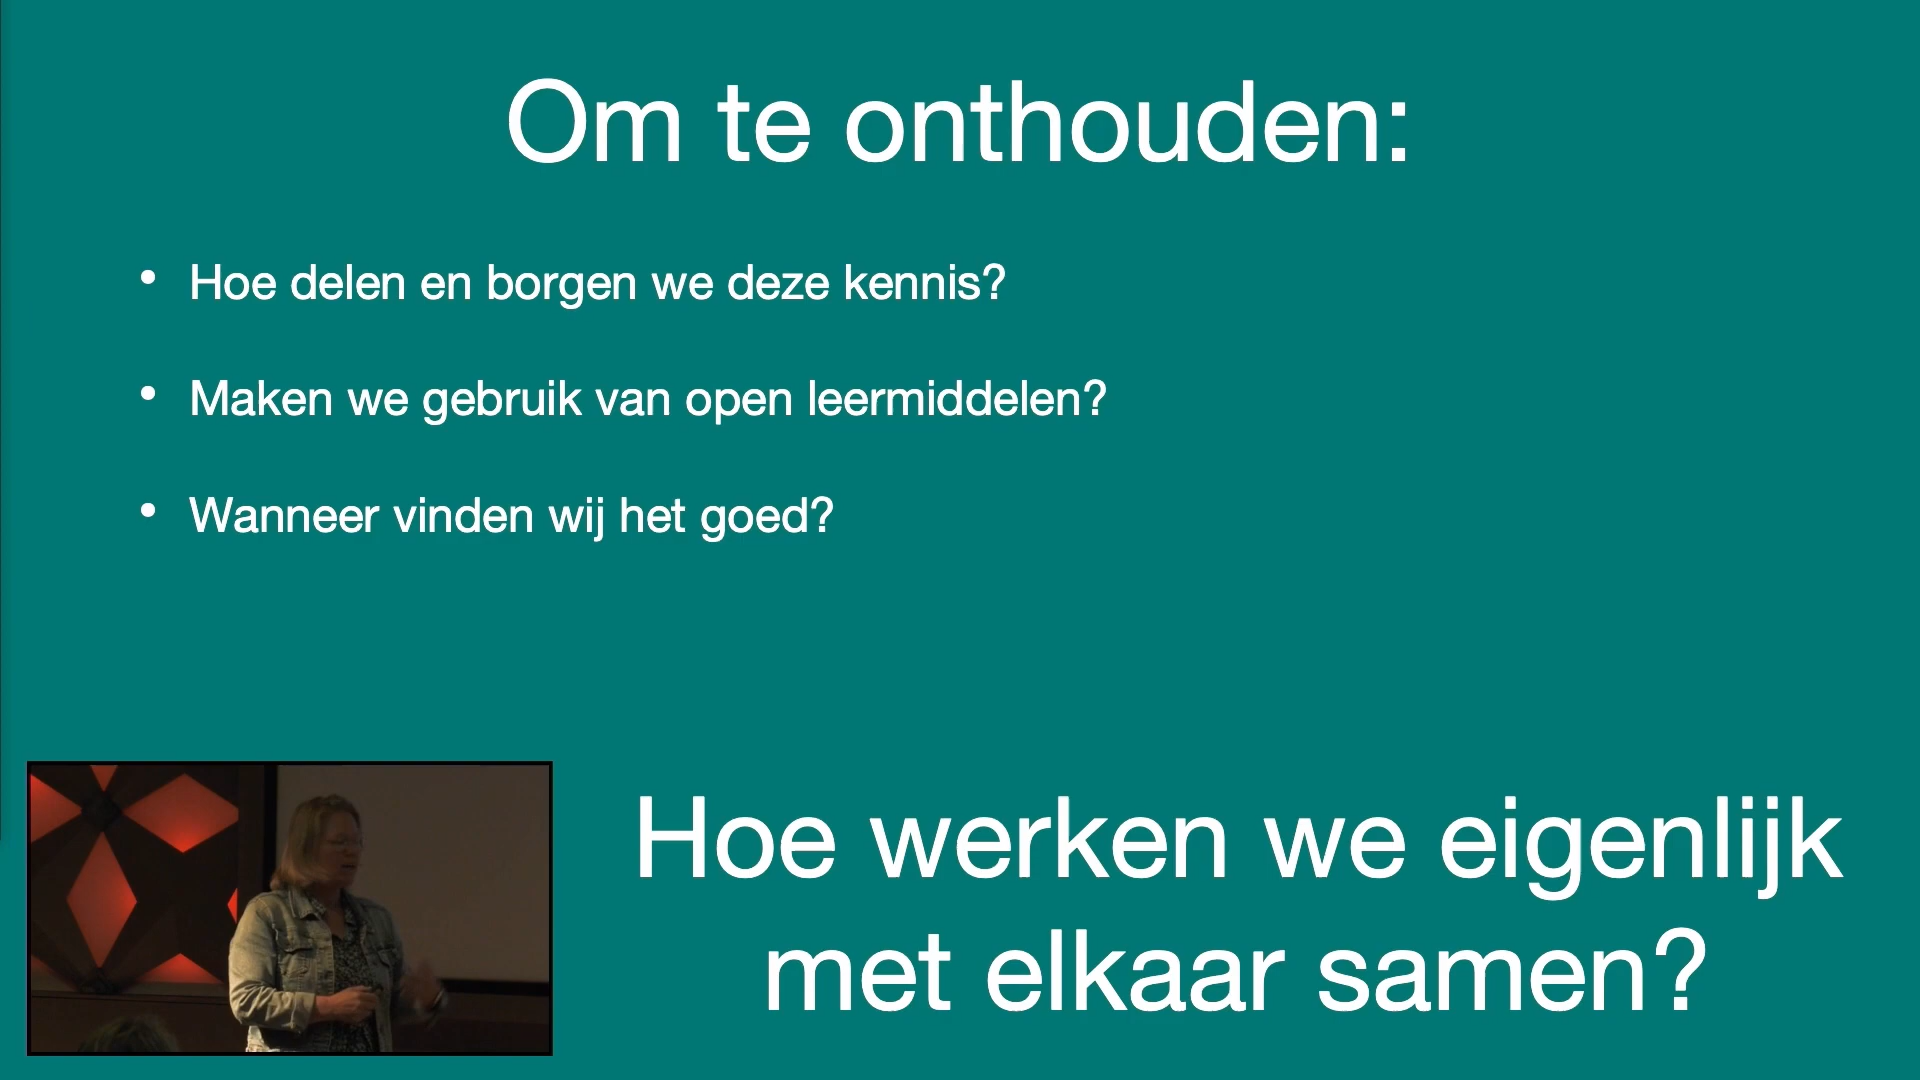 Om te onthouden:
Hoe delen en borgen we deze kennis?
Maken we gebruik van open leermiddelen?
Wanneer vinden wij het goed?
Hoe werken we eigenlijk
met elkaar samen?